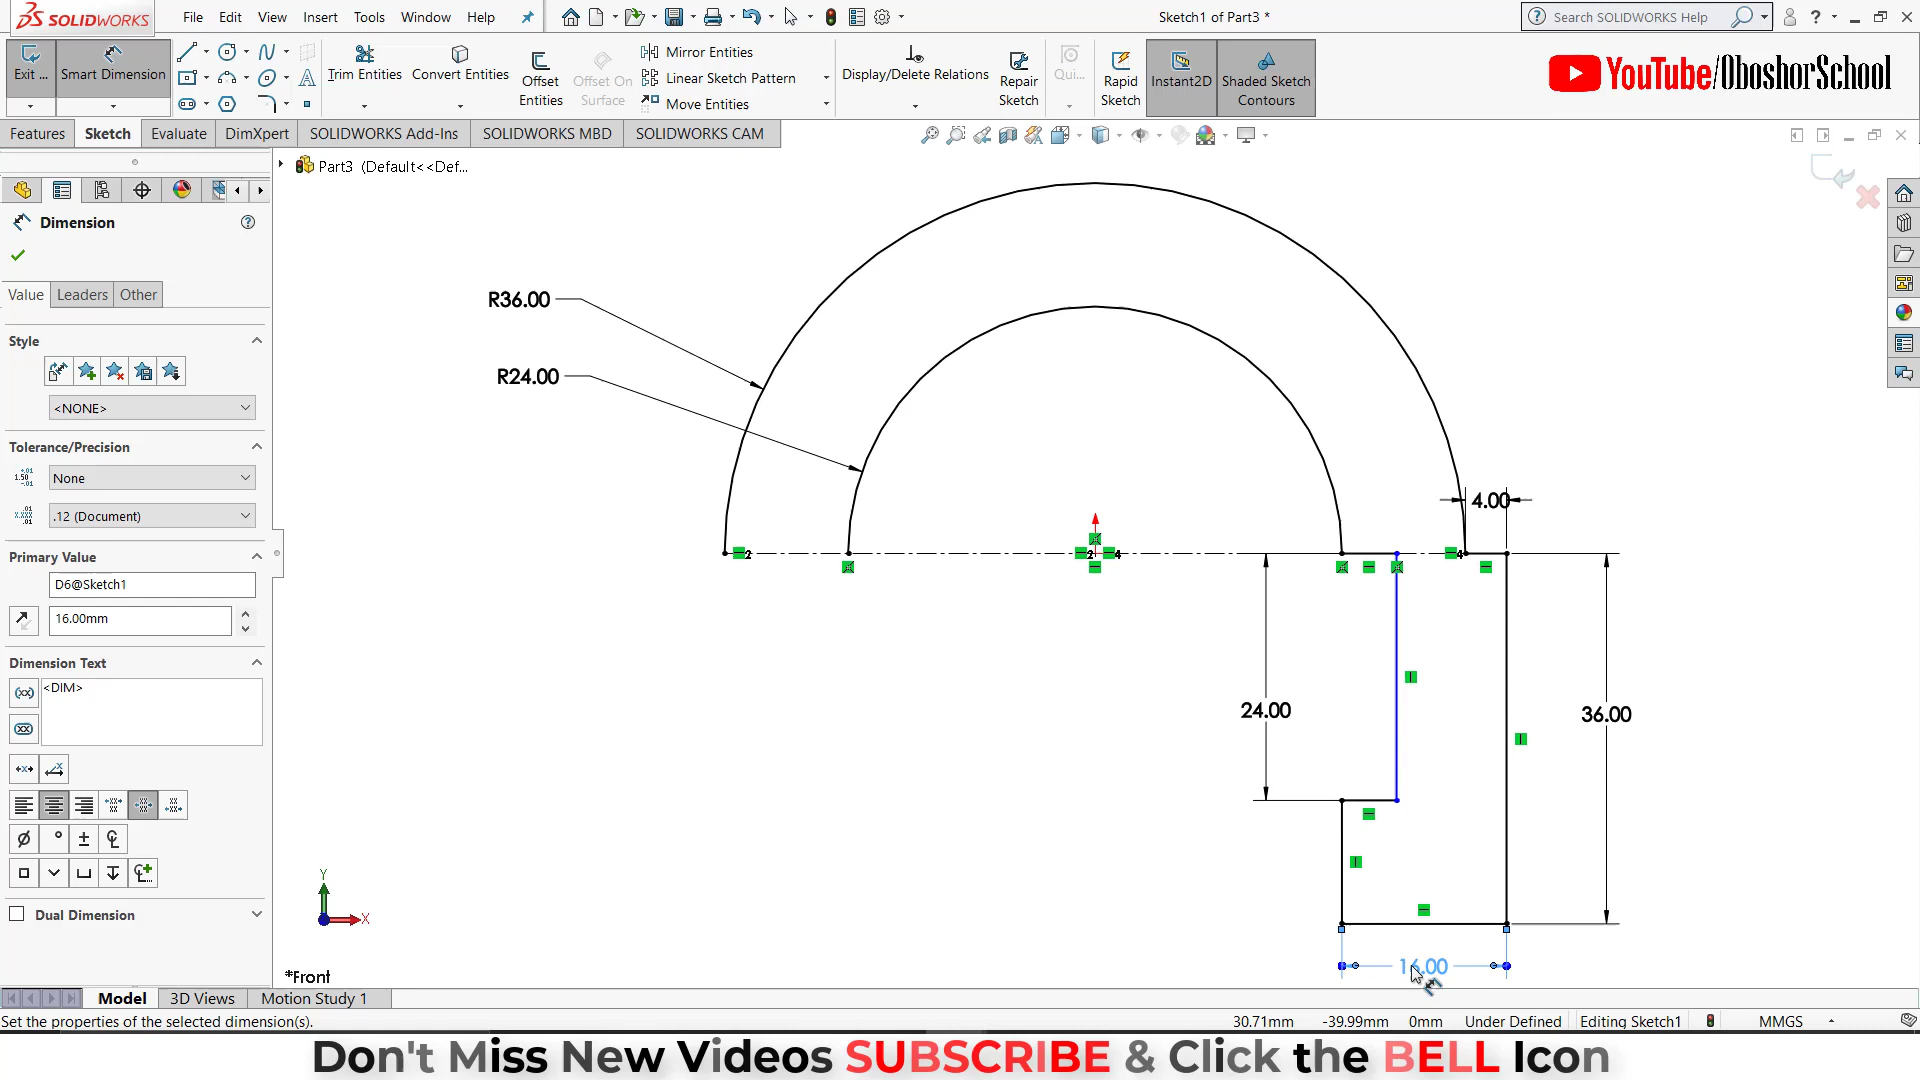 SOLIDWORKS File Edit View Insert Tools Window Help Sketch1 of Part3 * Search SOLIDWORKS Help
Exit ... Smart Dimension Trim Entities Convert Entities Offset Entities Offset On Surface Mirror Entities Linear Sketch Pattern Move Entities Display/Delete Relations Repair Sketch Qui... Rapid Sketch Instant2D Shaded Sketch Contours
YouTube/OboshorSchool
Features Sketch Evaluate DimXpert SOLIDWORKS Add-Ins SOLIDWORKS MBD SOLIDWORKS CAM
Part3 (Default<<Def...
Dimension
Value Leaders Other
Style
<NONE>
Tolerance/Precision
None
.12 (Document)
Primary Value
D6@Sketch1
16.00mm
Dimension Text
<DIM>
Dual Dimension
R36.00
R24.00
4.00
24.00
36.00
16.00
Y
X
*Front
Model 3D Views Motion Study 1
Set the properties of the selected dimension(s). 30.71mm -39.99mm 0mm Under Defined Editing Sketch1 MMGS
Don't Miss New Videos SUBSCRIBE & Click the BELL Icon